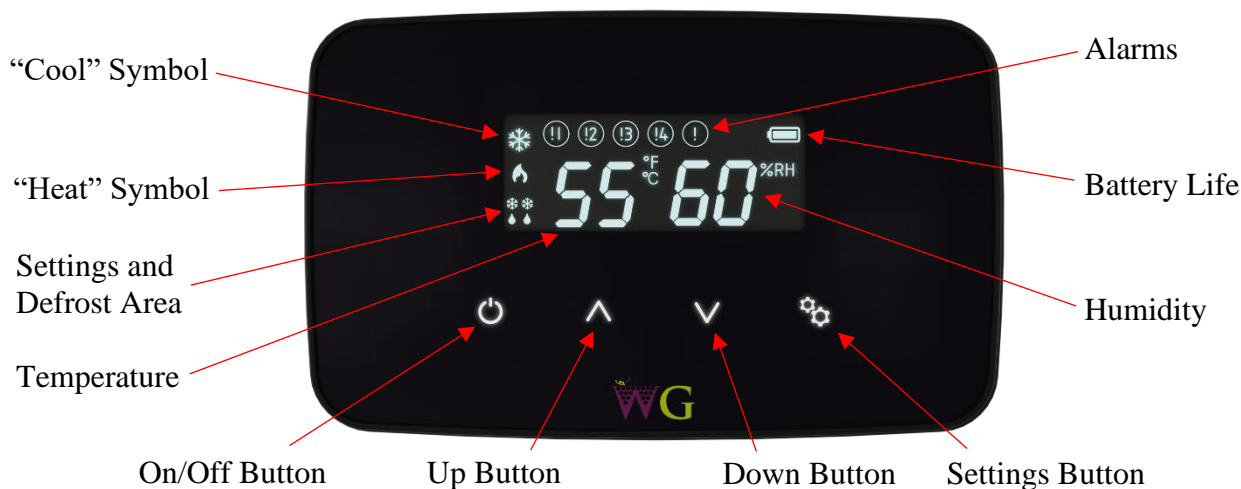 “Cool” Symbol
“Heat” Symbol
Settings and
Defrost Area
Temperature
On/Off Button
Up Button
Down Button
Settings Button
Alarms
Battery Life
Humidity
!1 !2 !3 !4 !
55 °F °C 60 %RH
WG